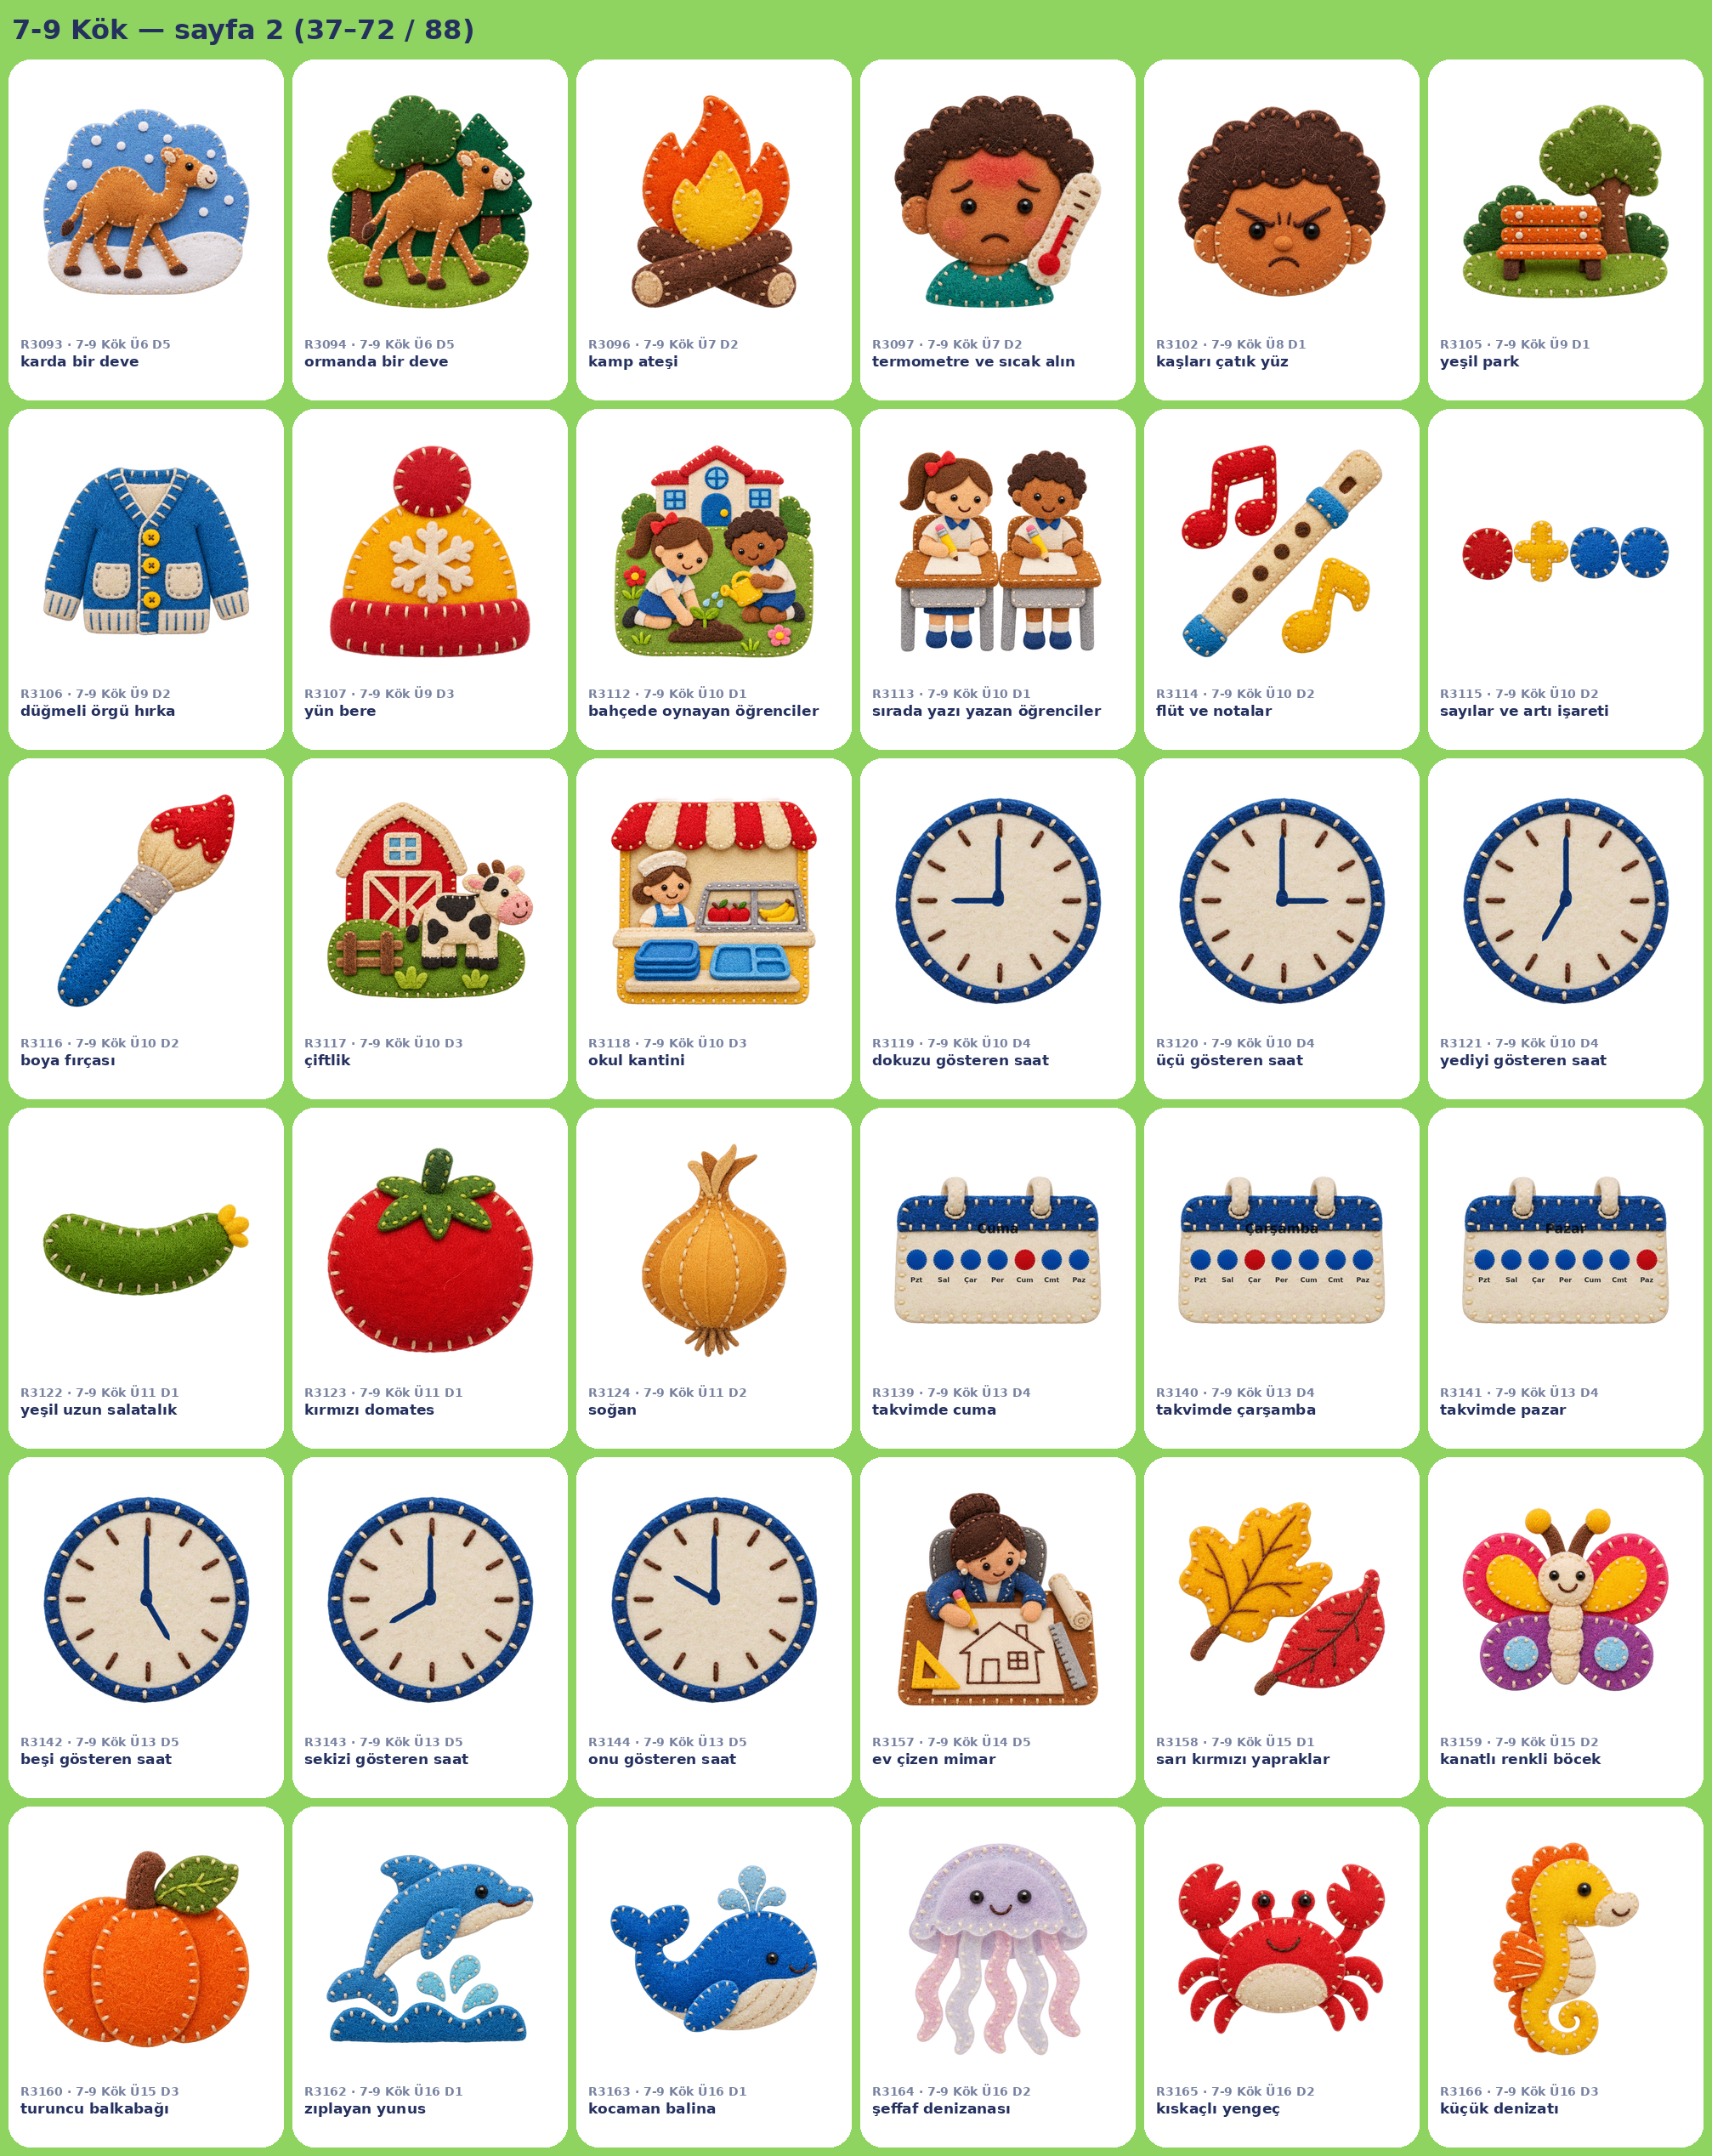 7-9 Kök — sayfa 2 (37–72 / 88)
R3093 · 7-9 Kök Ü6 D5
karda bir deve
R3094 · 7-9 Kök Ü6 D5
ormanda bir deve
R3096 · 7-9 Kök Ü7 D2
kamp ateşi
R3097 · 7-9 Kök Ü7 D2
termometre ve sıcak alın
R3102 · 7-9 Kök Ü8 D1
kaşları çatık yüz
R3105 · 7-9 Kök Ü9 D1
yeşil park
R3106 · 7-9 Kök Ü9 D2
düğmeli örgü hırka
R3107 · 7-9 Kök Ü9 D3
yün bere
R3112 · 7-9 Kök Ü10 D1
bahçede oynayan öğrenciler
R3113 · 7-9 Kök Ü10 D1
sırada yazı yazan öğrenciler
R3114 · 7-9 Kök Ü10 D2
flüt ve notalar
R3115 · 7-9 Kök Ü10 D2
sayılar ve artı işareti
R3116 · 7-9 Kök Ü10 D2
boya fırçası
R3117 · 7-9 Kök Ü10 D3
çiftlik
R3118 · 7-9 Kök Ü10 D3
okul kantini
R3119 · 7-9 Kök Ü10 D4
dokuzu gösteren saat
R3120 · 7-9 Kök Ü10 D4
üçü gösteren saat
R3121 · 7-9 Kök Ü10 D4
yediyi gösteren saat
R3122 · 7-9 Kök Ü11 D1
yeşil uzun salatalık
R3123 · 7-9 Kök Ü11 D1
kırmızı domates
R3124 · 7-9 Kök Ü11 D2
soğan
Cuma
Pzt Sal Çar Per Cum Cmt Paz
R3139 · 7-9 Kök Ü13 D4
takvimde cuma
Çarşamba
Pzt Sal Çar Per Cum Cmt Paz
R3140 · 7-9 Kök Ü13 D4
takvimde çarşamba
Pazar
Pzt Sal Çar Per Cum Cmt Paz
R3141 · 7-9 Kök Ü13 D4
takvimde pazar
R3142 · 7-9 Kök Ü13 D5
beşi gösteren saat
R3143 · 7-9 Kök Ü13 D5
sekizi gösteren saat
R3144 · 7-9 Kök Ü13 D5
onu gösteren saat
R3157 · 7-9 Kök Ü14 D5
ev çizen mimar
R3158 · 7-9 Kök Ü15 D1
sarı kırmızı yapraklar
R3159 · 7-9 Kök Ü15 D2
kanatlı renkli böcek
R3160 · 7-9 Kök Ü15 D3
turuncu balkabağı
R3162 · 7-9 Kök Ü16 D1
zıplayan yunus
R3163 · 7-9 Kök Ü16 D1
kocaman balina
R3164 · 7-9 Kök Ü16 D2
şeffaf denizanası
R3165 · 7-9 Kök Ü16 D2
kıskaçlı yengeç
R3166 · 7-9 Kök Ü16 D3
küçük denizatı